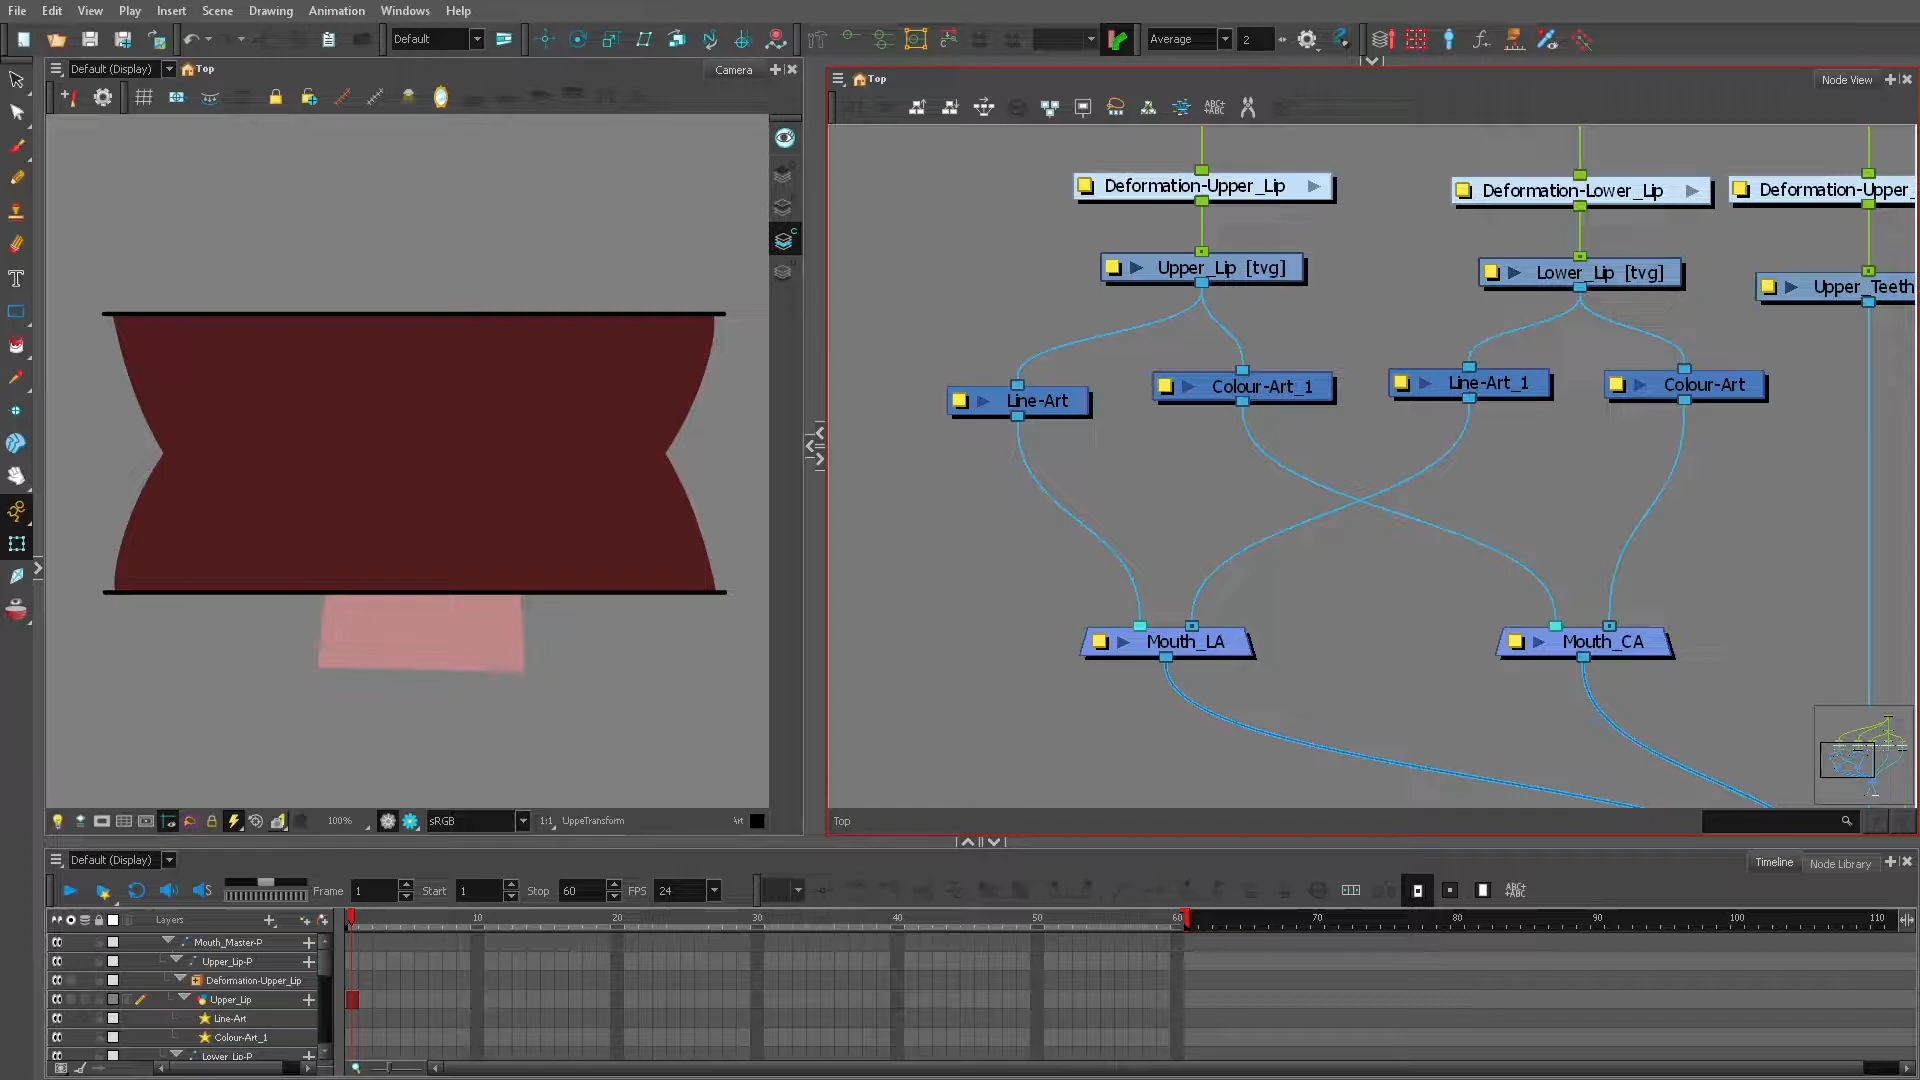 File Edit View Play Insert Scene Drawing Animation Windows Help
Default Average 2
Default (Display) Top Camera
Top Node View
ABC+
ABC
T
Deformation-Upper_Lip Deformation-Lower_Lip Deformation-Upper_
Upper_Lip [tvg] Lower_Lip [tvg] Upper_Teeth
Line-Art Colour-Art_1 Line-Art_1 Colour-Art
Mouth_LA Mouth_CA
100% sRGB 1:1 UppeTransform Art
Top
Default (Display) Timeline Node Library
Frame 1 Start 1 Stop 60 FPS 24
Layers 10 20 30 40 50 60 70 80 90 100 110
Mouth_Master-P
Upper_Lip-P
Deformation-Upper_Lip
Upper_Lip
Line-Art
Colour-Art_1
Lower_Lip-P